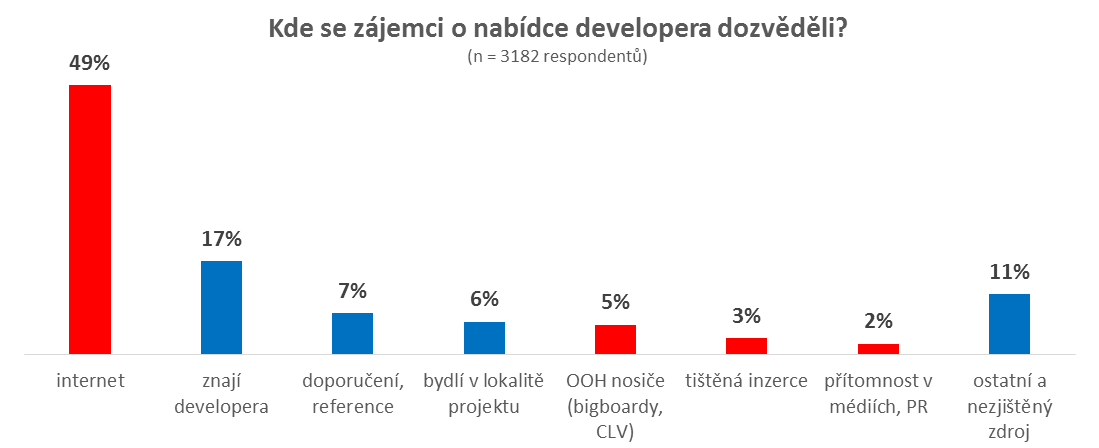 Kde se zájemci o nabídce developera dozvěděli?
(n = 3182 respondentů)
49%
17%
7%
6%
5%
3%
2%
11%
internet
znají
developera
doporučení,
reference
bydlí v lokalitě
projektu
OOH nosiče
(bigboardy,
CLV)
tištěná inzerce
přítomnost v
médiích, PR
ostatní a
nezjištěný
zdroj